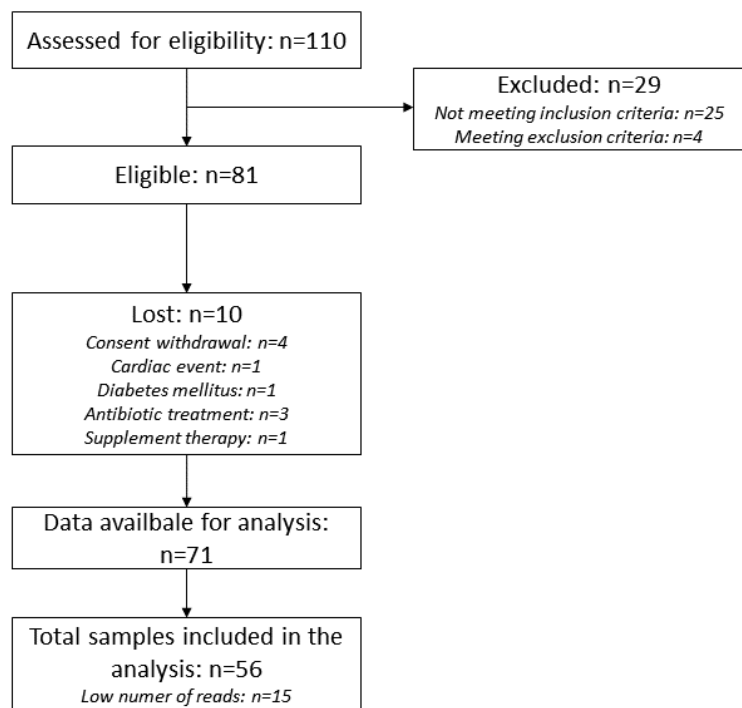 Assessed for eligibility: n=110
Excluded: n=29
Not meeting inclusion criteria: n=25
Meeting exclusion criteria: n=4
Eligible: n=81
Lost: n=10
Consent withdrawal: n=4
Cardiac event: n=1
Diabetes mellitus: n=1
Antibiotic treatment: n=3
Supplement therapy: n=1
Data availbale for analysis:
n=71
Total samples included in the
analysis: n=56
Low numer of reads: n=15